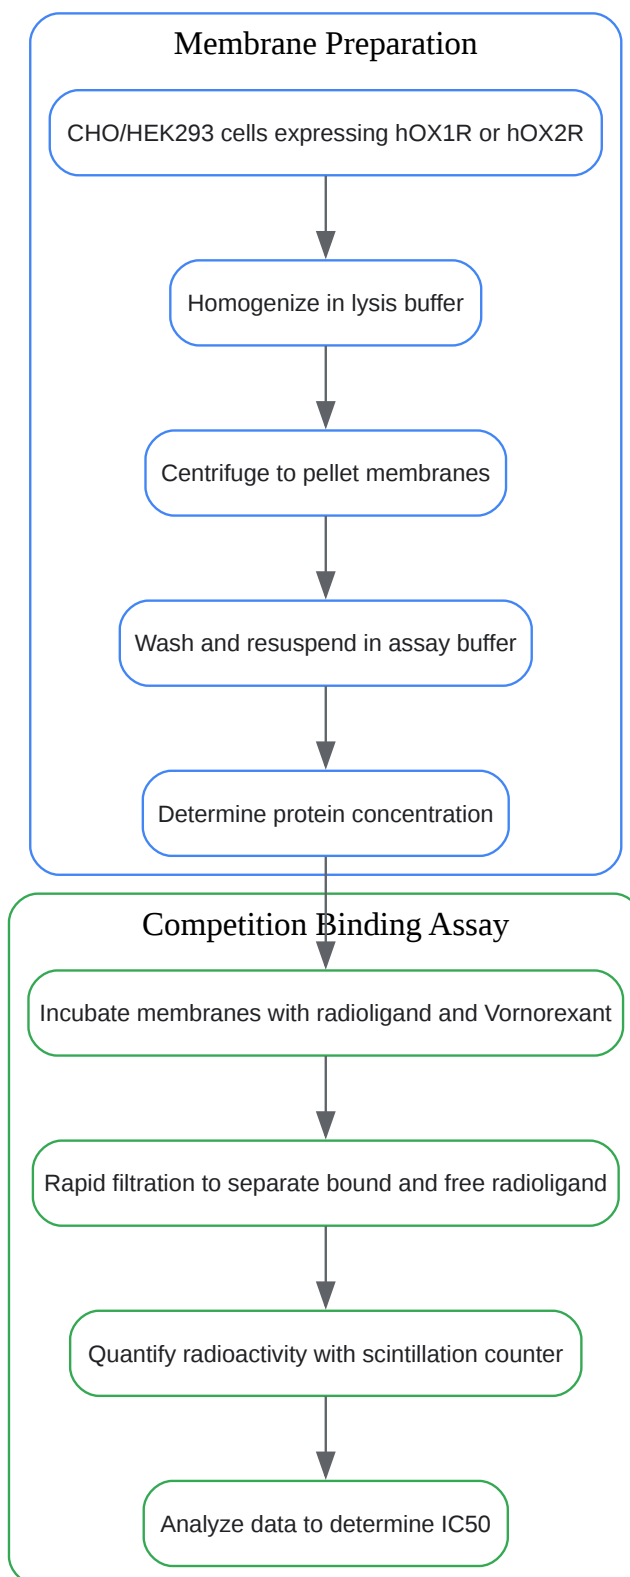 Membrane Preparation
CHO/HEK293 cells expressing hOX1R or hOX2R
Homogenize in lysis buffer
Centrifuge to pellet membranes
Wash and resuspend in assay buffer
Determine protein concentration
Competition Binding Assay
Incubate membranes with radioligand and Vornorexant
Rapid filtration to separate bound and free radioligand
Quantify radioactivity with scintillation counter
Analyze data to determine IC50